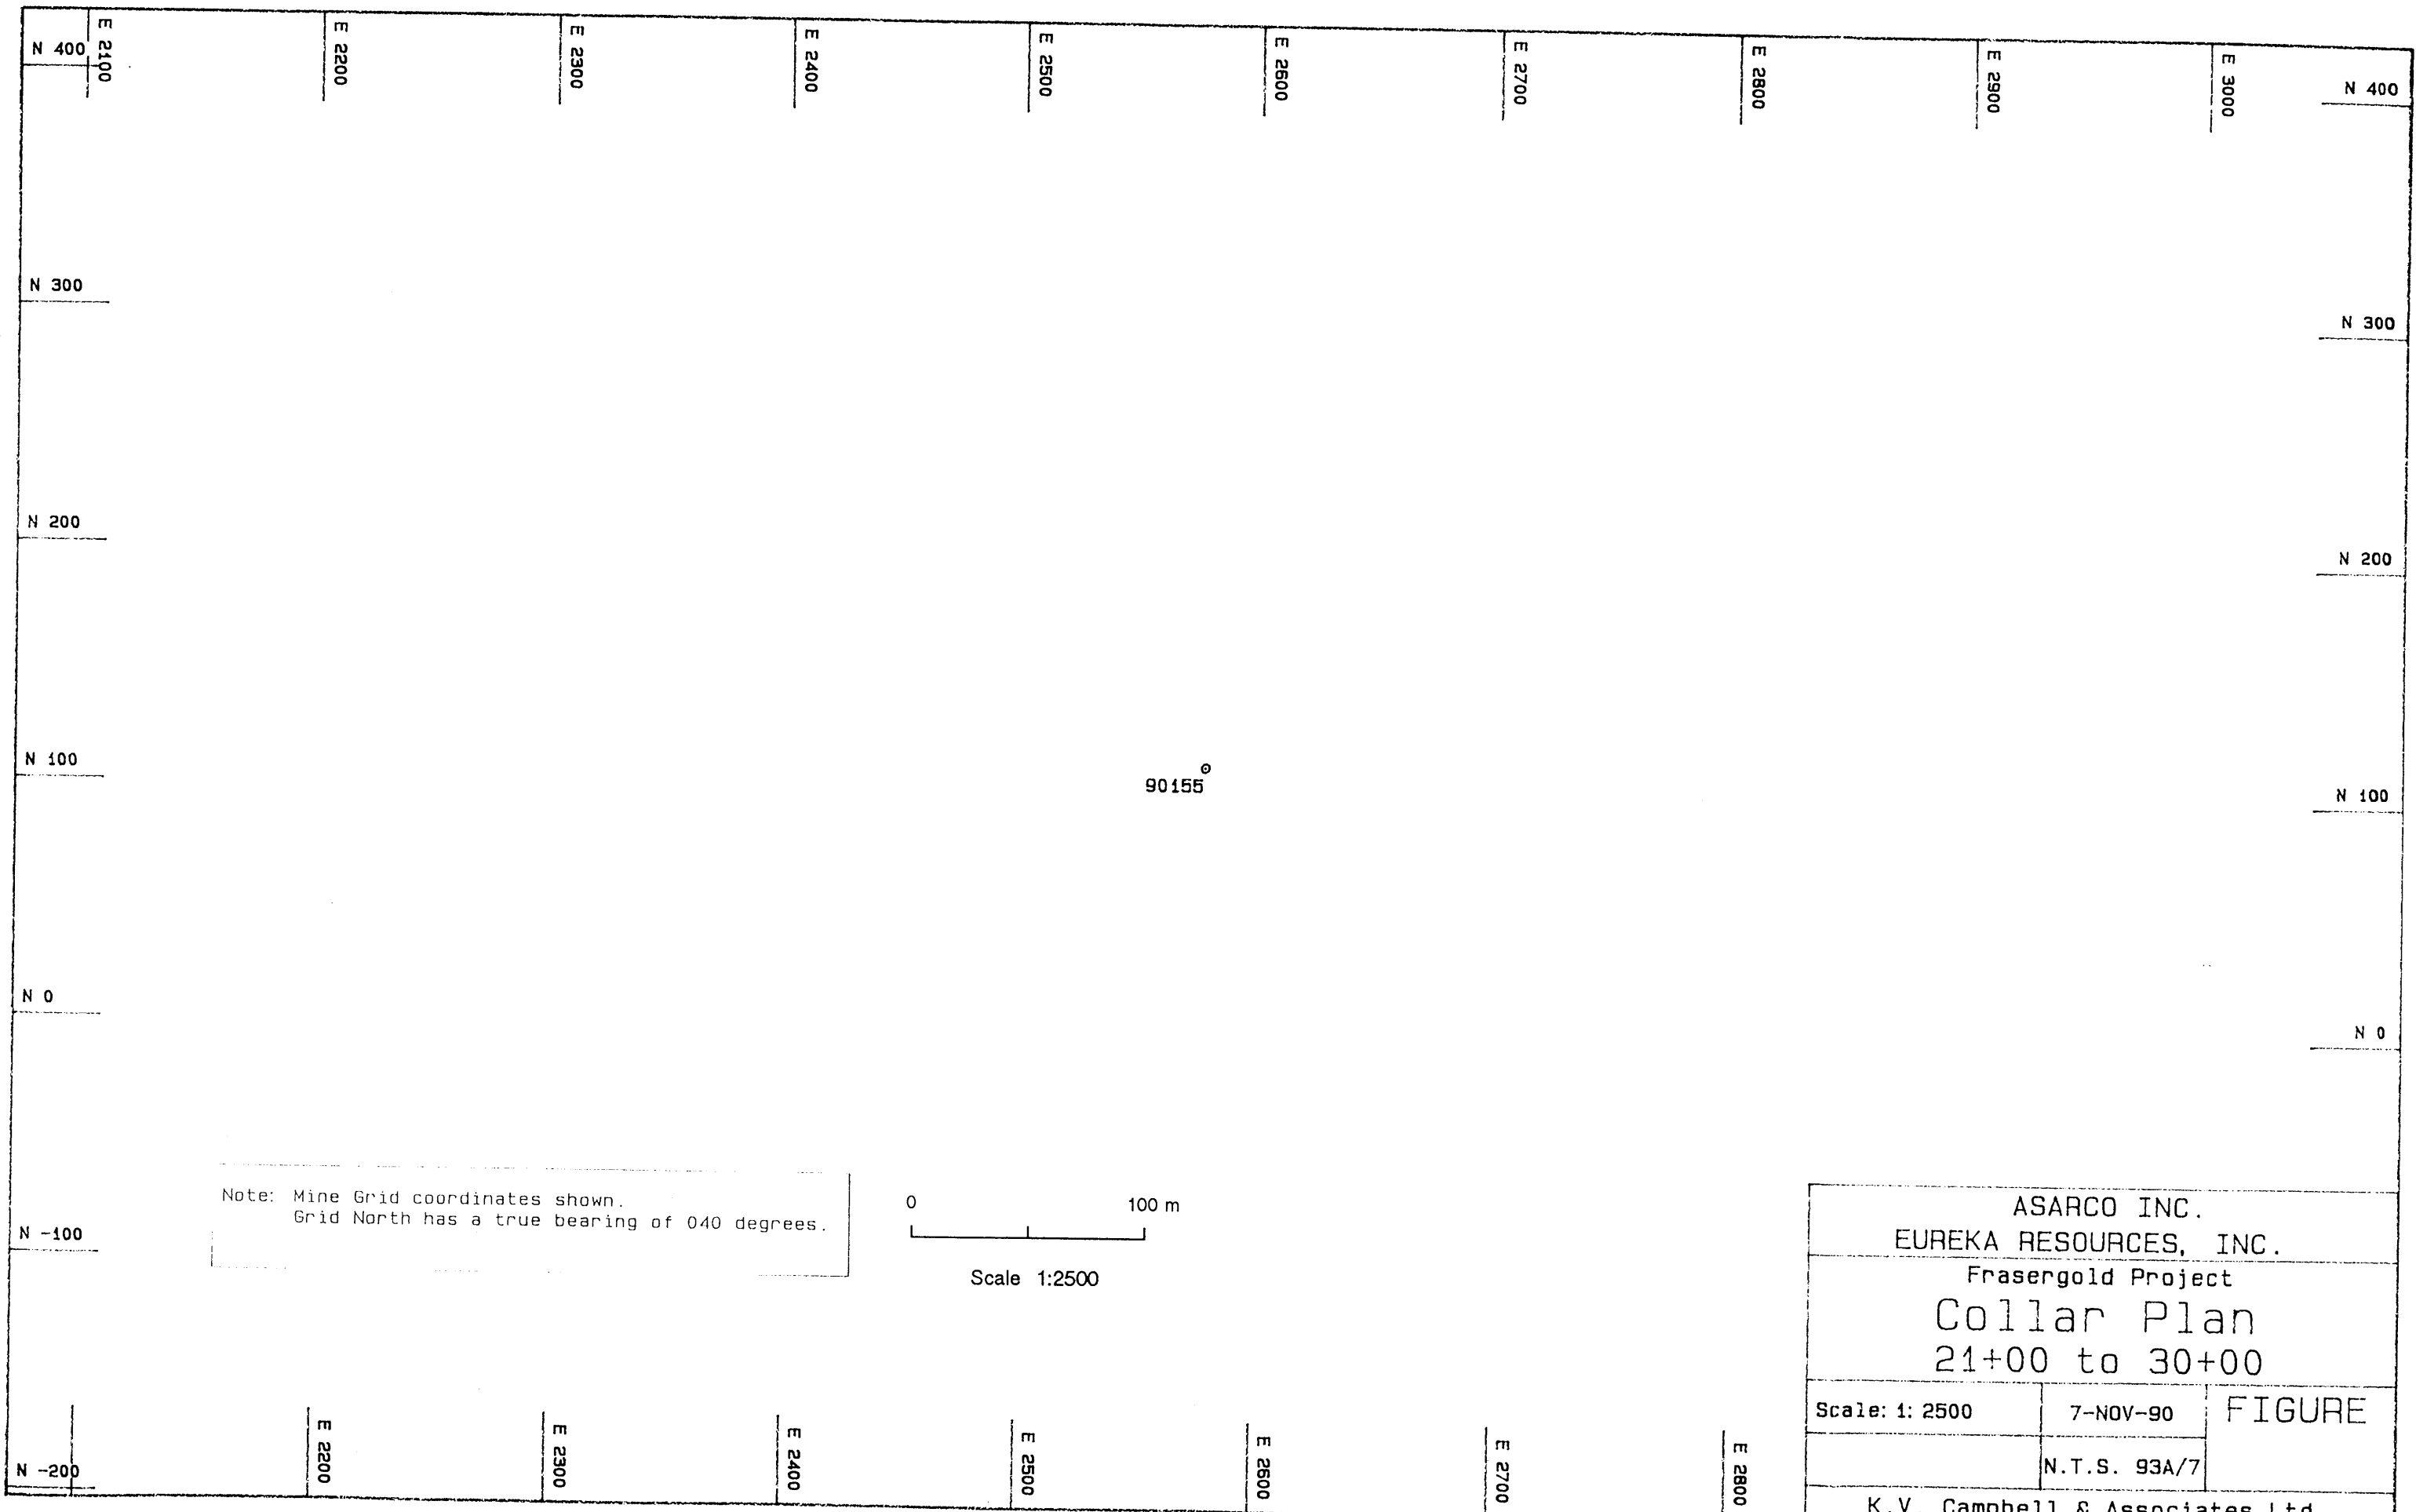 E 2100
E 2200
E 2300
E 2400
E 2500
E 2600
E 2700
E 2800
E 2900
E 3000
N 400
N 400
N 300
N 300
N 200
N 200
N 100
90155
N 100
N 0
N 0
Note: Mine Grid coordinates shown.
Grid North has a true bearing of 040 degrees.
0 100 m
Scale 1:2500
N -100
ASARCO INC.
EUREKA RESOURCES, INC.
Frasergold Project
Collar Plan
21+00 to 30+00
Scale: 1: 2500
7-NOV-90
FIGURE
N.T.S. 93A/7
K.V. Campbell & Associates Ltd
N -200
E 2200
E 2300
E 2400
E 2500
E 2600
E 2700
E 2800